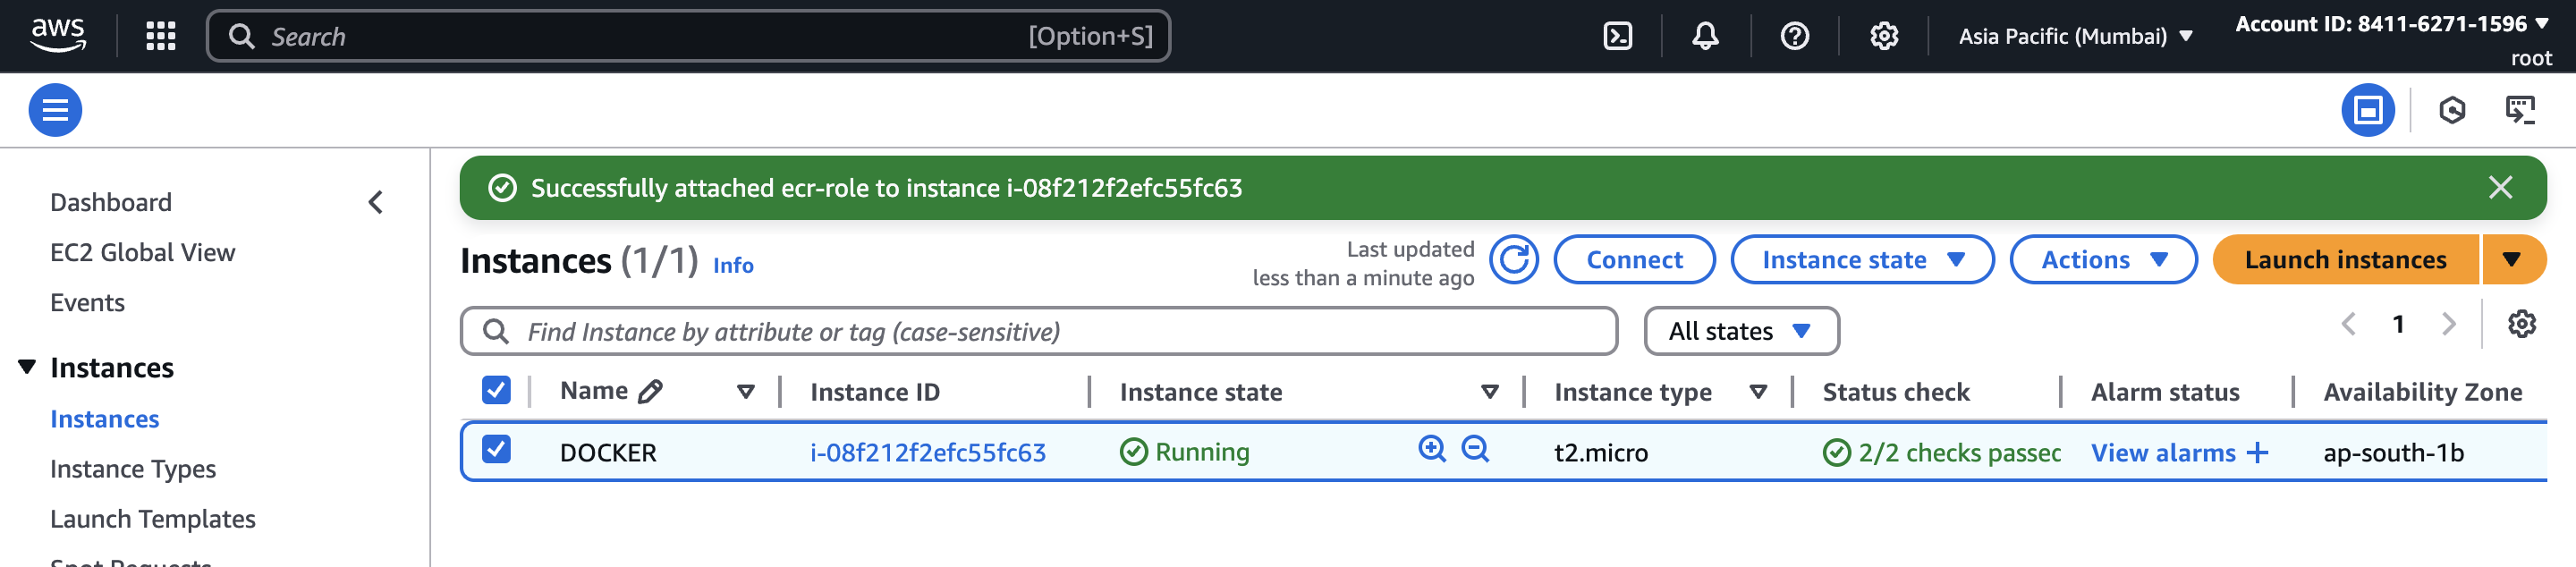 aws
Search [Option+S]
Asia Pacific (Mumbai)
Account ID: 8411-6271-1596
root
Dashboard
EC2 Global View
Events
Instances
Instances
Instance Types
Launch Templates
Spot Requests
Successfully attached ecr-role to instance i-08f212f2efc55fc63
Instances (1/1) Info
Last updated
less than a minute ago
Connect
Instance state
Actions
Launch instances
Find Instance by attribute or tag (case-sensitive)
All states
1
Name Instance ID Instance state Instance type Status check Alarm status Availability Zone
DOCKER i-08f212f2efc55fc63 Running t2.micro 2/2 checks passec View alarms + ap-south-1b